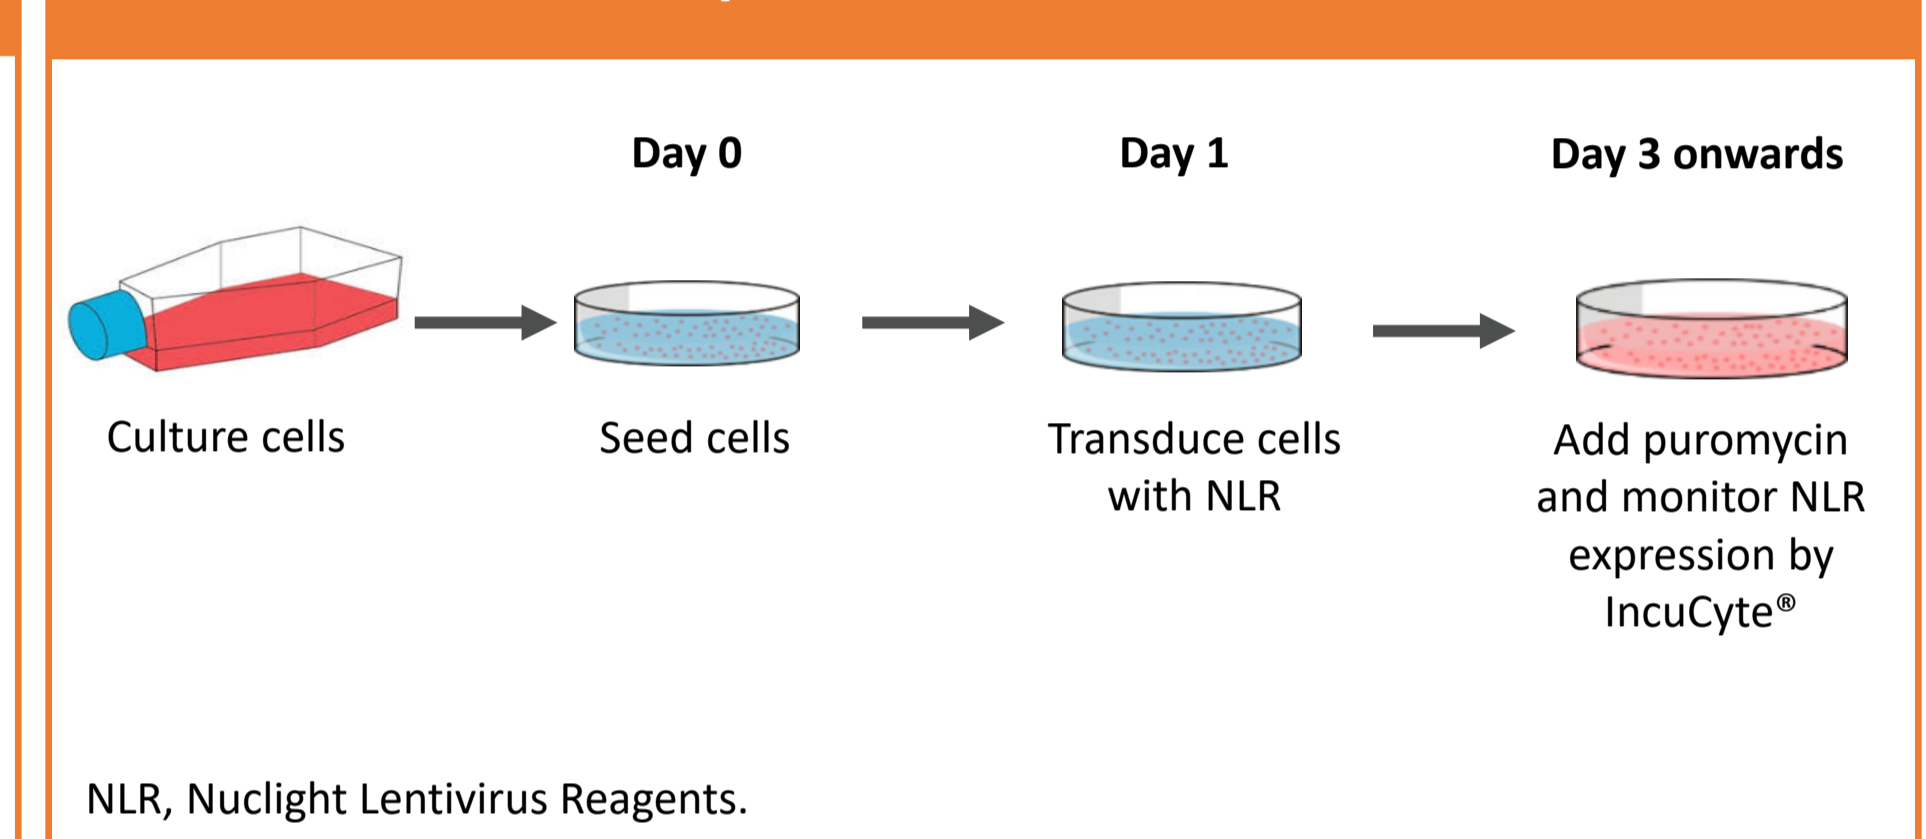 Day 0
Day 1
Day 3 onwards
Culture cells
Seed cells
Transduce cells
with NLR
Add puromycin
and monitor NLR
expression by
IncuCyte®
NLR, Nuclight Lentivirus Reagents.